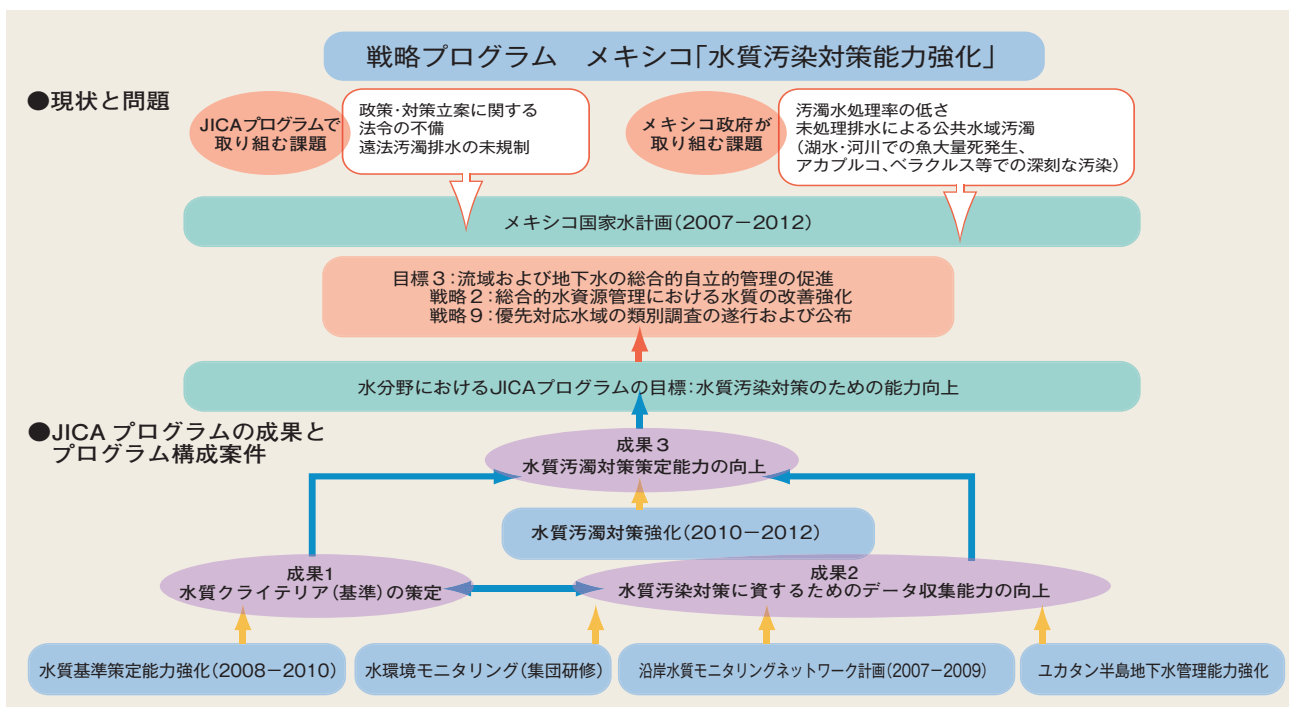 戦略プログラム　メキシコ「水質汚染対策能力強化」
●現状と問題
JICAプログラムで
取り組む課題
政策・対策立案に関する
法令の不備
遠法汚濁排水の未規制
メキシコ政府が
取り組む課題
汚濁水処理率の低さ
未処理排水による公共水域汚濁
(湖水・河川での魚大量死発生、
アカプルコ、ベラクルス等での深刻な汚染)
メキシコ国家水計画(2007－2012)
目標3：流域および地下水の総合的自立的管理の促進
戦略2：総合的水資源管理における水質の改善強化
戦略9：優先対応水域の類別調査の遂行および公布
水分野におけるJICAプログラムの目標：水質汚染対策のための能力向上
●JICA プログラムの成果と
プログラム構成案件
成果3
水質汚濁対策策定能力の向上
水質汚濁対策強化(2010－2012)
成果1
水質クライテリア(基準)の策定
成果2
水質汚染対策に資するためのデータ収集能力の向上
水質基準策定能力強化(2008－2010)
水環境モニタリング(集団研修)
沿岸水質モニタリングネットワーク計画(2007－2009)
ユカタン半島地下水管理能力強化